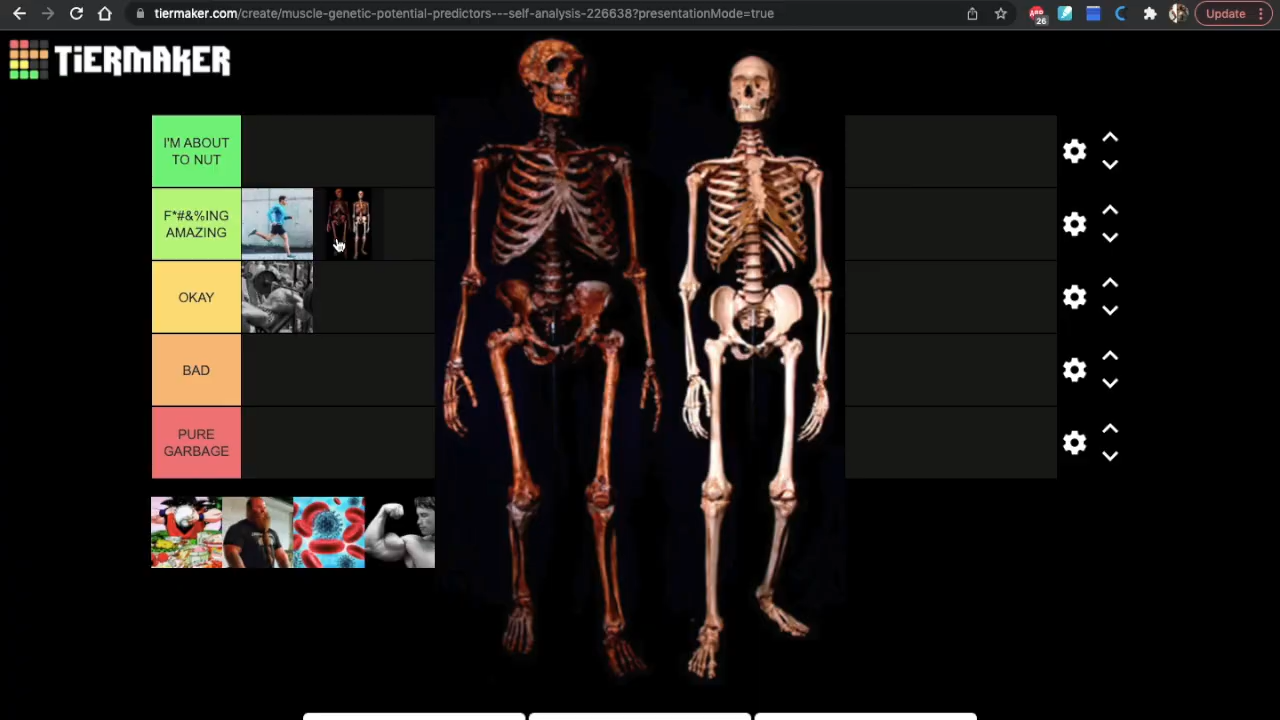 tiermaker.com/create/muscle-genetic-potential-predictors---self-analysis-226638?presentationMode=true
26
Update
TiERMAKER
I'M ABOUT
TO NUT
F*#&%ING
AMAZING
OKAY
BAD
PURE
GARBAGE